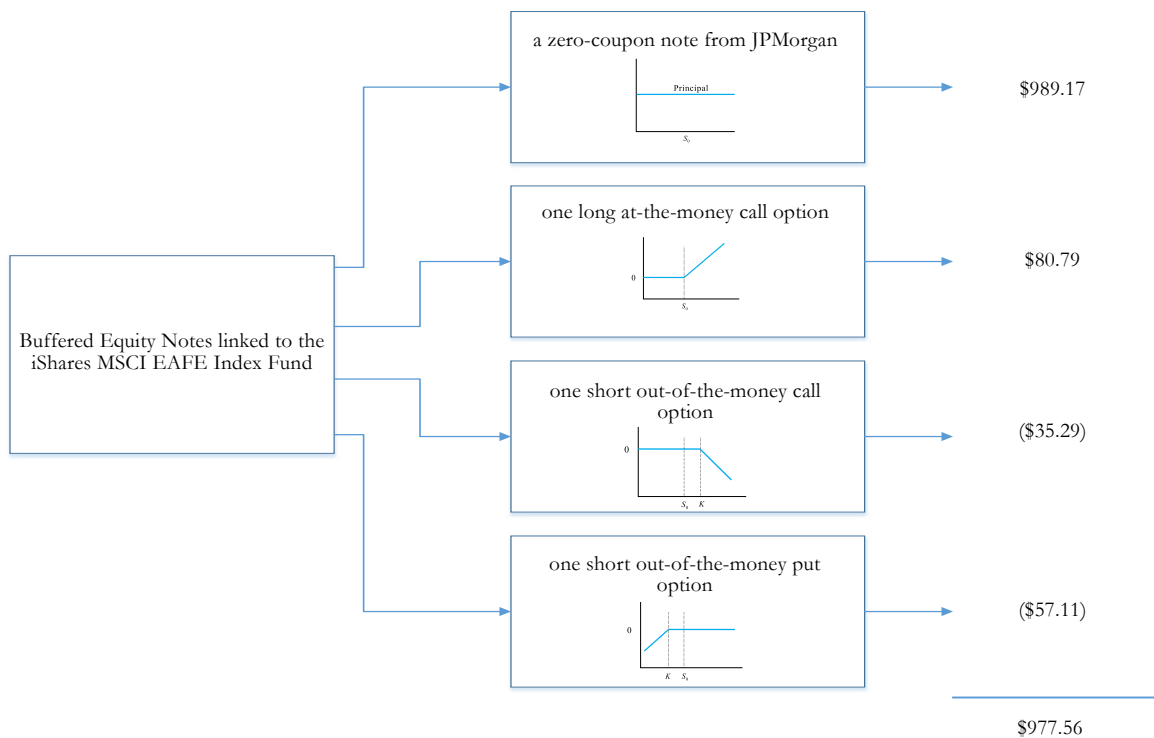 a zero-coupon note from JPMorgan
Principal
S0
$989.17
one long at-the-money call option
0
S0
$80.79
Buffered Equity Notes linked to the
iShares MSCI EAFE Index Fund
one short out-of-the-money call
option
0
S0 K
($35.29)
one short out-of-the-money put
option
0
K S0
($57.11)
$977.56